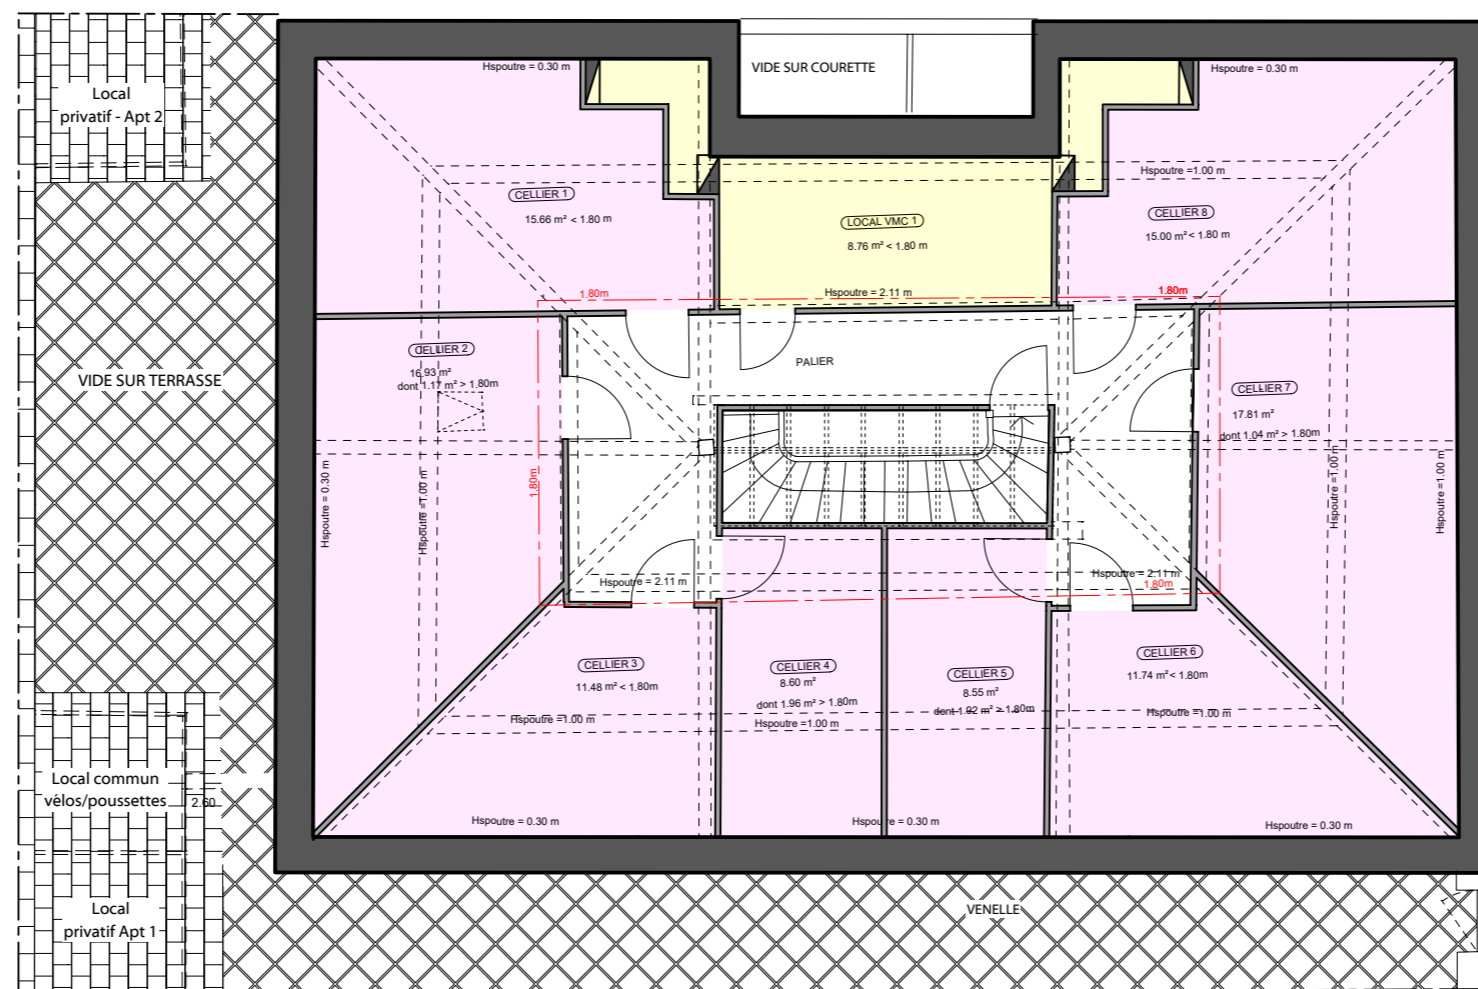 Hspoutre = 0.30 m
VIDE SUR COURETTE
Hspoutre = 0.30 m
Local
privatif - Apt 2
Hspoutre =1.00 m
CELLIER 1
15.66 m² < 1.80 m
LOCAL VMC 1
8.76 m² < 1.80 m
CELLIER 8
15.00 m² < 1.80 m
1.80m
Hspoutre = 2.11 m
1.80m
CELLIER 2
16.93 m²
dont 1.17 m² > 1.80m
PALIER
VIDE SUR TERRASSE
CELLIER 7
17.81 m²
dont 1.04 m² > 1.80m
Hspoutre = 0.30 m
Hspoutre =1.00 m
1.80m
Hspoutre =1.00 m
Hspoutre =1.00 m
Hspoutre = 2.11 m
Hspoutre = 2.11 m
1.80m
CELLIER 3
11.48 m² < 1.80m
CELLIER 4
8.60 m²
dont 1.96 m² > 1.80m
Hspoutre =1.00 m
CELLIER 5
8.55 m²
dont 1.92 m² > 1.80m
CELLIER 6
11.74 m² < 1.80m
Hspoutre =1.00 m
Hspoutre =1.00 m
Local commun
vélos/poussettes
2.60
Hspoutre = 0.30 m
Hspoutre = 0.30 m
Hspoutre = 0.30 m
Local
privatif Apt 1
VENELLE